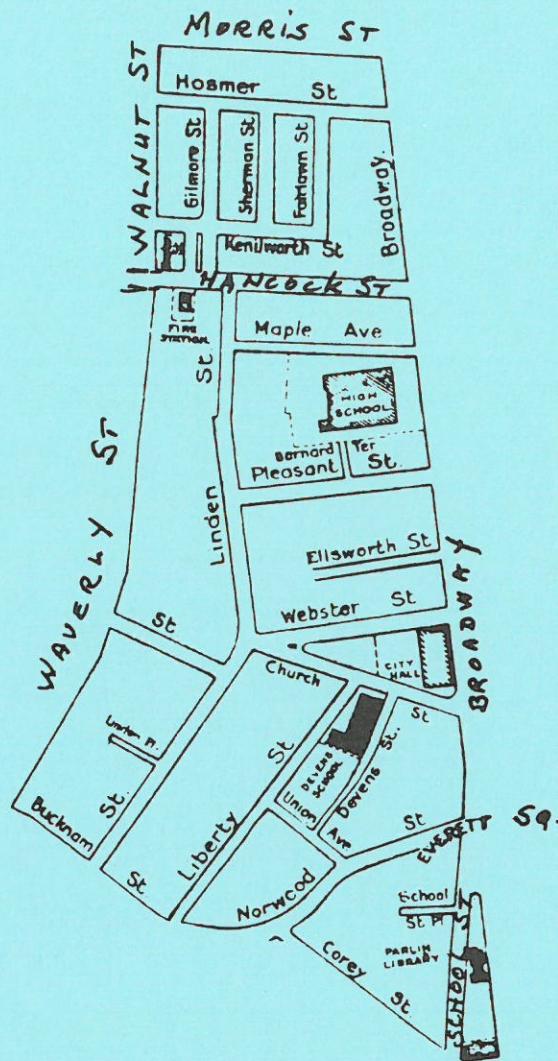 MORRIS ST
WALNUT ST
Hosmer St
Gilmore St
Sherman St
Fairlawn St
Broadway.
Kenilworth St
HANCOCK ST
FIRE
STATION
Maple Ave
St
HIGH
SCHOOL
Barnard Ter
Pleasant St.
WAVERLY ST
Linden
Ellsworth St
Webster St
BROADWAY
St
Church
CITY
HALL
St
Linden Pl.
DEVENS
SCHOOL
Devens St.
St
Bucknam St.
Liberty
Union Ave
St
EVERETT Sq.
St
Norwood
School
St Pl
PARLIN
LIBRARY
SCHOOL ST
Corey St.